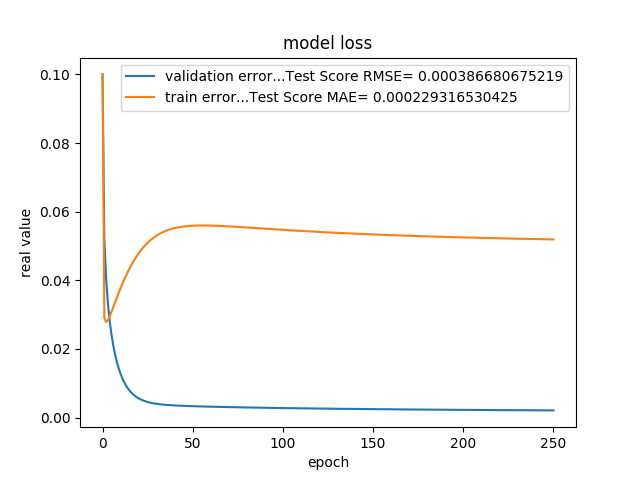 model loss
validation error...Test Score RMSE= 0.000386680675219
train error...Test Score MAE= 0.000229316530425
0.10
0.08
0.06
0.04
0.02
0.00
real value
0 50 100 150 200 250
epoch